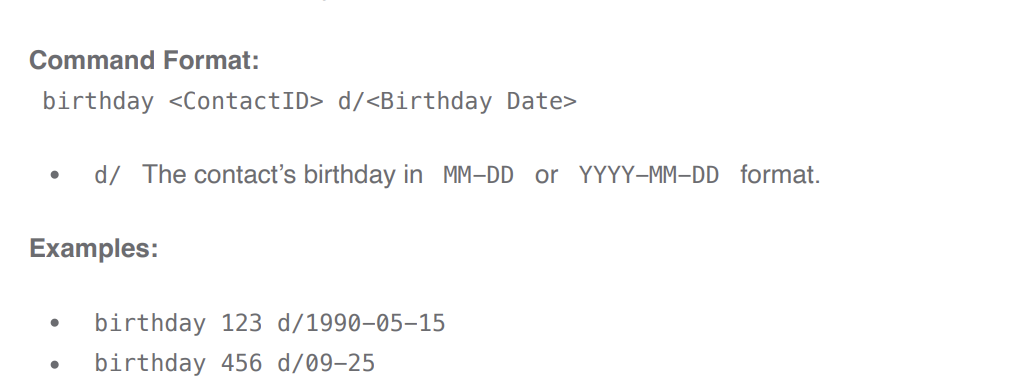 Command Format:
birthday <ContactID> d/<Birthday Date>
• d/ The contact’s birthday in MM-DD or YYYY-MM-DD format.
Examples:
• birthday 123 d/1990-05-15
• birthday 456 d/09-25